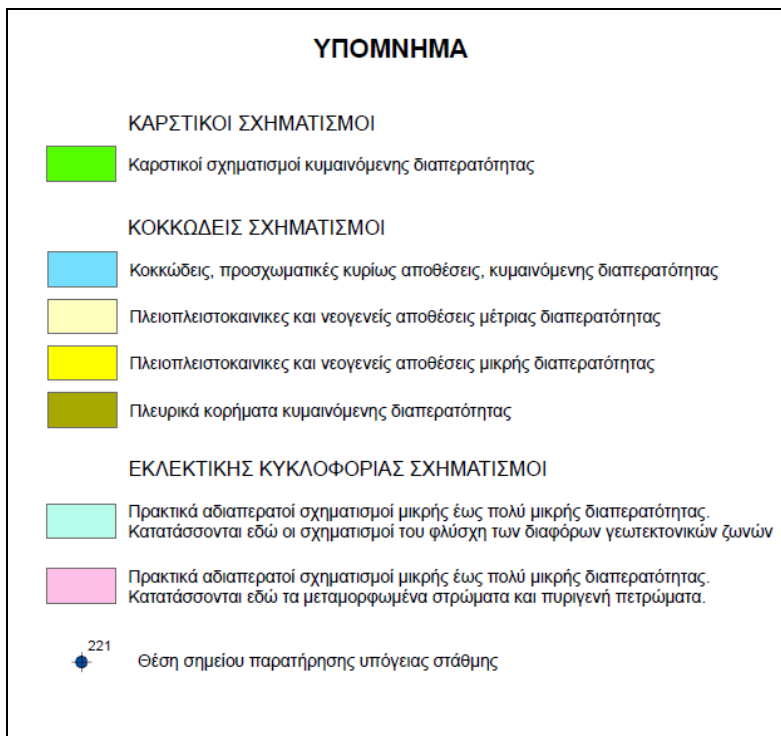 ΥΠΟΜΝΗΜΑ
ΚΑΡΣΤΙΚΟΙ ΣΧΗΜΑΤΙΣΜΟΙ
Καρστικοί σχηματισμοί κυμαινόμενης διαπερατότητας
ΚΟΚΚΩΔΕΙΣ ΣΧΗΜΑΤΙΣΜΟΙ
Κοκκώδεις, προσχωματικές κυρίως αποθέσεις, κυμαινόμενης διαπερατότητας
Πλειοπλειστοκαινικες και νεογενείς αποθέσεις μέτριας διαπερατότητας
Πλειοπλειστοκαινικες και νεογενείς αποθέσεις μικρής διαπερατότητας
Πλευρικά κορήματα κυμαινόμενης διαπερατότητας
ΕΚΛΕΚΤΙΚΗΣ ΚΥΚΛΟΦΟΡΙΑΣ ΣΧΗΜΑΤΙΣΜΟΙ
Πρακτικά αδιαπερατοί σχηματισμοί μικρής έως πολύ μικρής διαπερατότητας.
Κατατάσσονται εδώ οι σχηματισμοί του φλύσχη των διαφόρων γεωτεκτονικών ζωνών
Πρακτικά αδιαπερατοί σχηματισμοί μικρής έως πολύ μικρής διαπερατότητας.
Κατατάσσονται εδώ τα μεταμορφωμένα στρώματα και πυριγενή πετρώματα.
221
Θέση σημείου παρατήρησης υπόγειας στάθμης